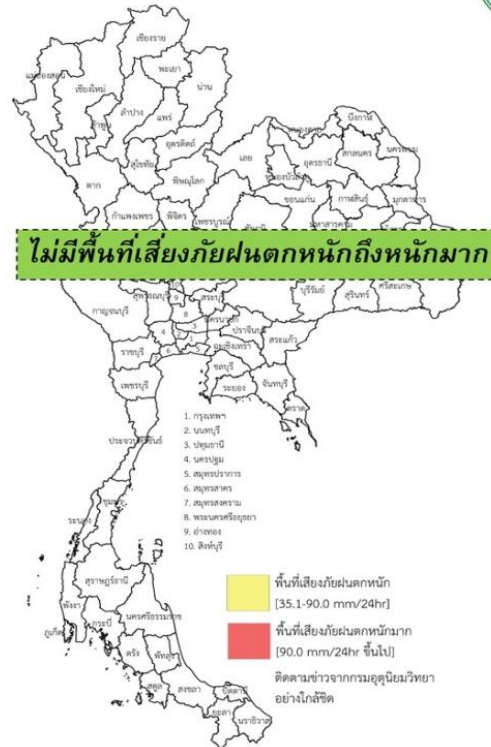 เชียงราย
แม่ฮ่องสอน
พะเยา
เชียงใหม่
น่าน
ลำปาง
แพร่
ลำพูน
อุตรดิตถ์
บึงกาฬ
เลย
สุโขทัย
อุดรธานี
สกลนคร
นครพนม
ตาก
พิษณุโลก
ขอนแก่น
กาฬสินธุ์
มุกดาหาร
กำแพงเพชร
พิจิตร
เพชรบูรณ์
ไม่มีพื้นที่เสี่ยงภัยฝนตกหนักถึงหนักมาก
บุรีรัมย์
สุรินทร์
ศรีสะเกษ
กาญจนบุรี
สุพรรณบุรี
สระบุรี
ปราจีนบุรี
สระแก้ว
ราชบุรี
ฉะเชิงเทรา
ชลบุรี
เพชรบุรี
ระยอง
จันทบุรี
ตราด
ประจวบคีรีขันธ์
1. กรุงเทพฯ
2. นนทบุรี
3. ปทุมธานี
4. นครปฐม
5. สมุทรปราการ
6. สมุทรสาคร
7. สมุทรสงคราม
8. พระนครศรีอยุธยา
9. อ่างทอง
10. สิงห์บุรี
ชุมพร
ระนอง
สุราษฎร์ธานี
พังงา
ภูเก็ต
กระบี่
นครศรีธรรมราช
ตรัง
พัทลุง
สตูล
สงขลา
ปัตตานี
ยะลา
นราธิวาส
พื้นที่เสี่ยงภัยฝนตกหนัก
[35.1-90.0 mm/24hr]
พื้นที่เสี่ยงภัยฝนตกหนักมาก
[90.0 mm/24hr ขึ้นไป]
ติดตามข่าวจากกรมอุตุนิยมวิทยา
อย่างใกล้ชิด